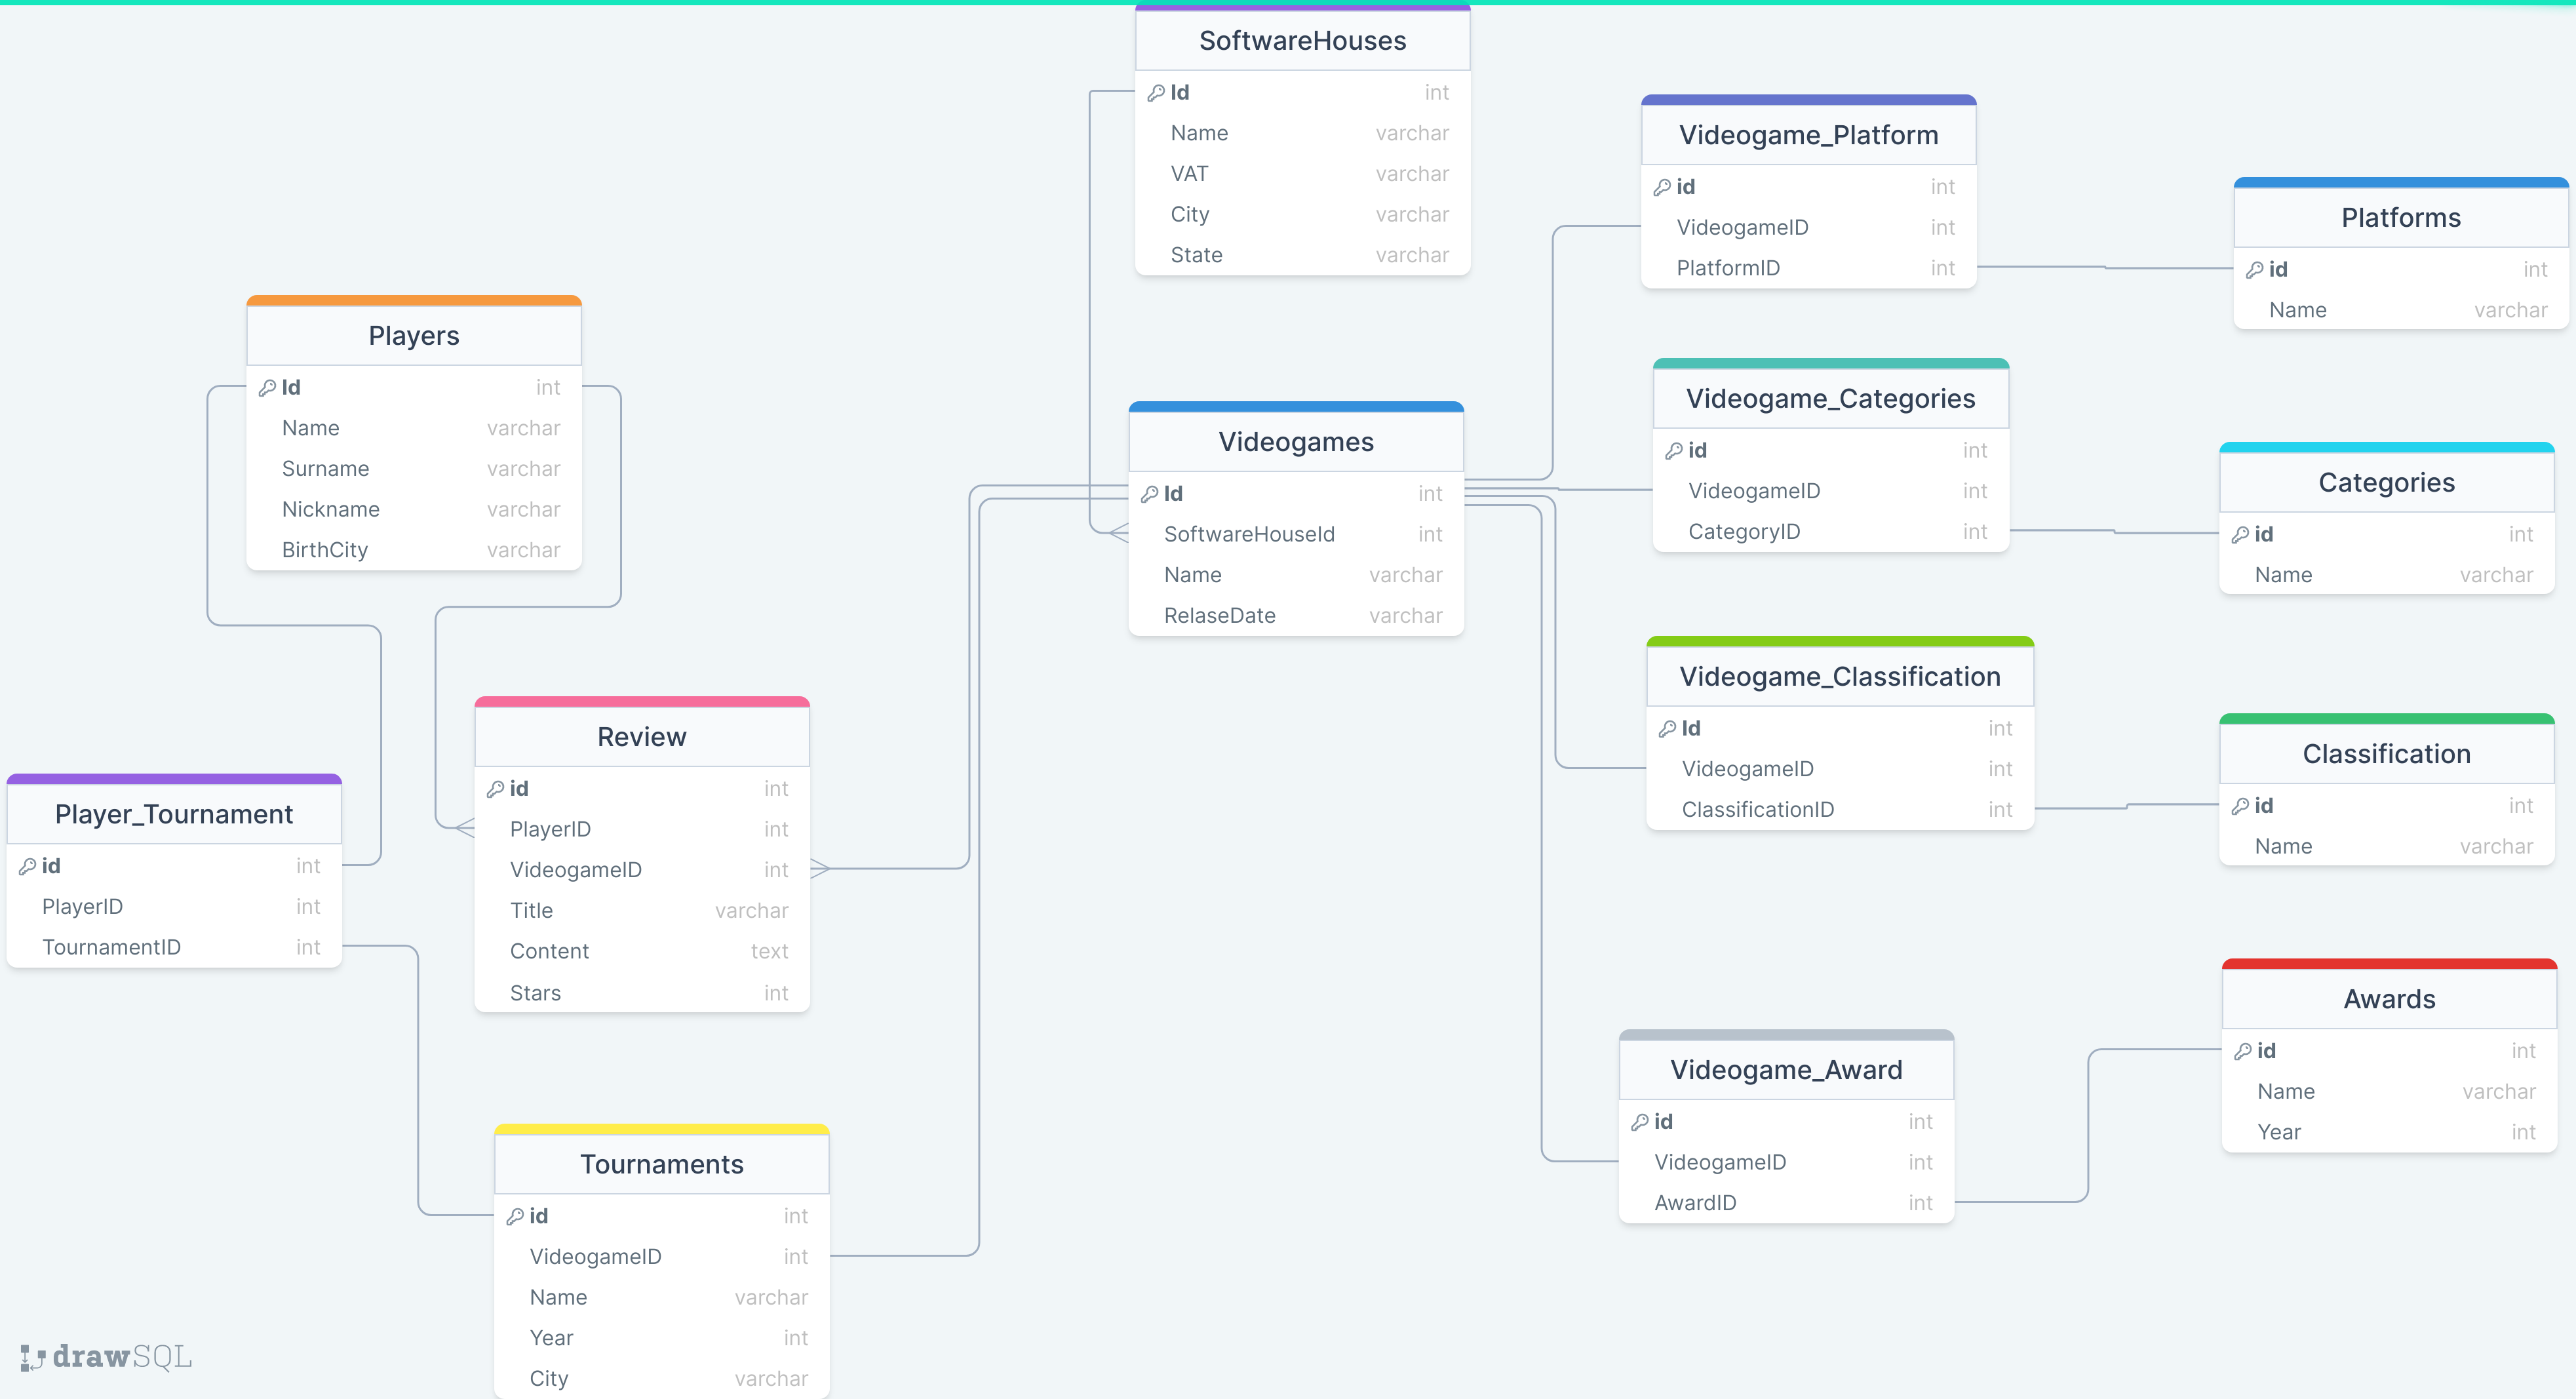 SoftwareHouses
Id int
Name varchar
VAT varchar
City varchar
State varchar
Videogame_Platform
id int
VideogameID int
PlatformID int
Platforms
id int
Name varchar
Players
Id int
Name varchar
Surname varchar
Nickname varchar
BirthCity varchar
Videogames
Id int
SoftwareHouseId int
Name varchar
RelaseDate varchar
Videogame_Categories
id int
VideogameID int
CategoryID int
Categories
id int
Name varchar
Videogame_Classification
Id int
VideogameID int
ClassificationID int
Classification
id int
Name varchar
Review
id int
PlayerID int
VideogameID int
Title varchar
Content text
Stars int
Player_Tournament
id int
PlayerID int
TournamentID int
Videogame_Award
id int
VideogameID int
AwardID int
Awards
id int
Name varchar
Year int
Tournaments
id int
VideogameID int
Name varchar
Year int
City varchar
drawSQL